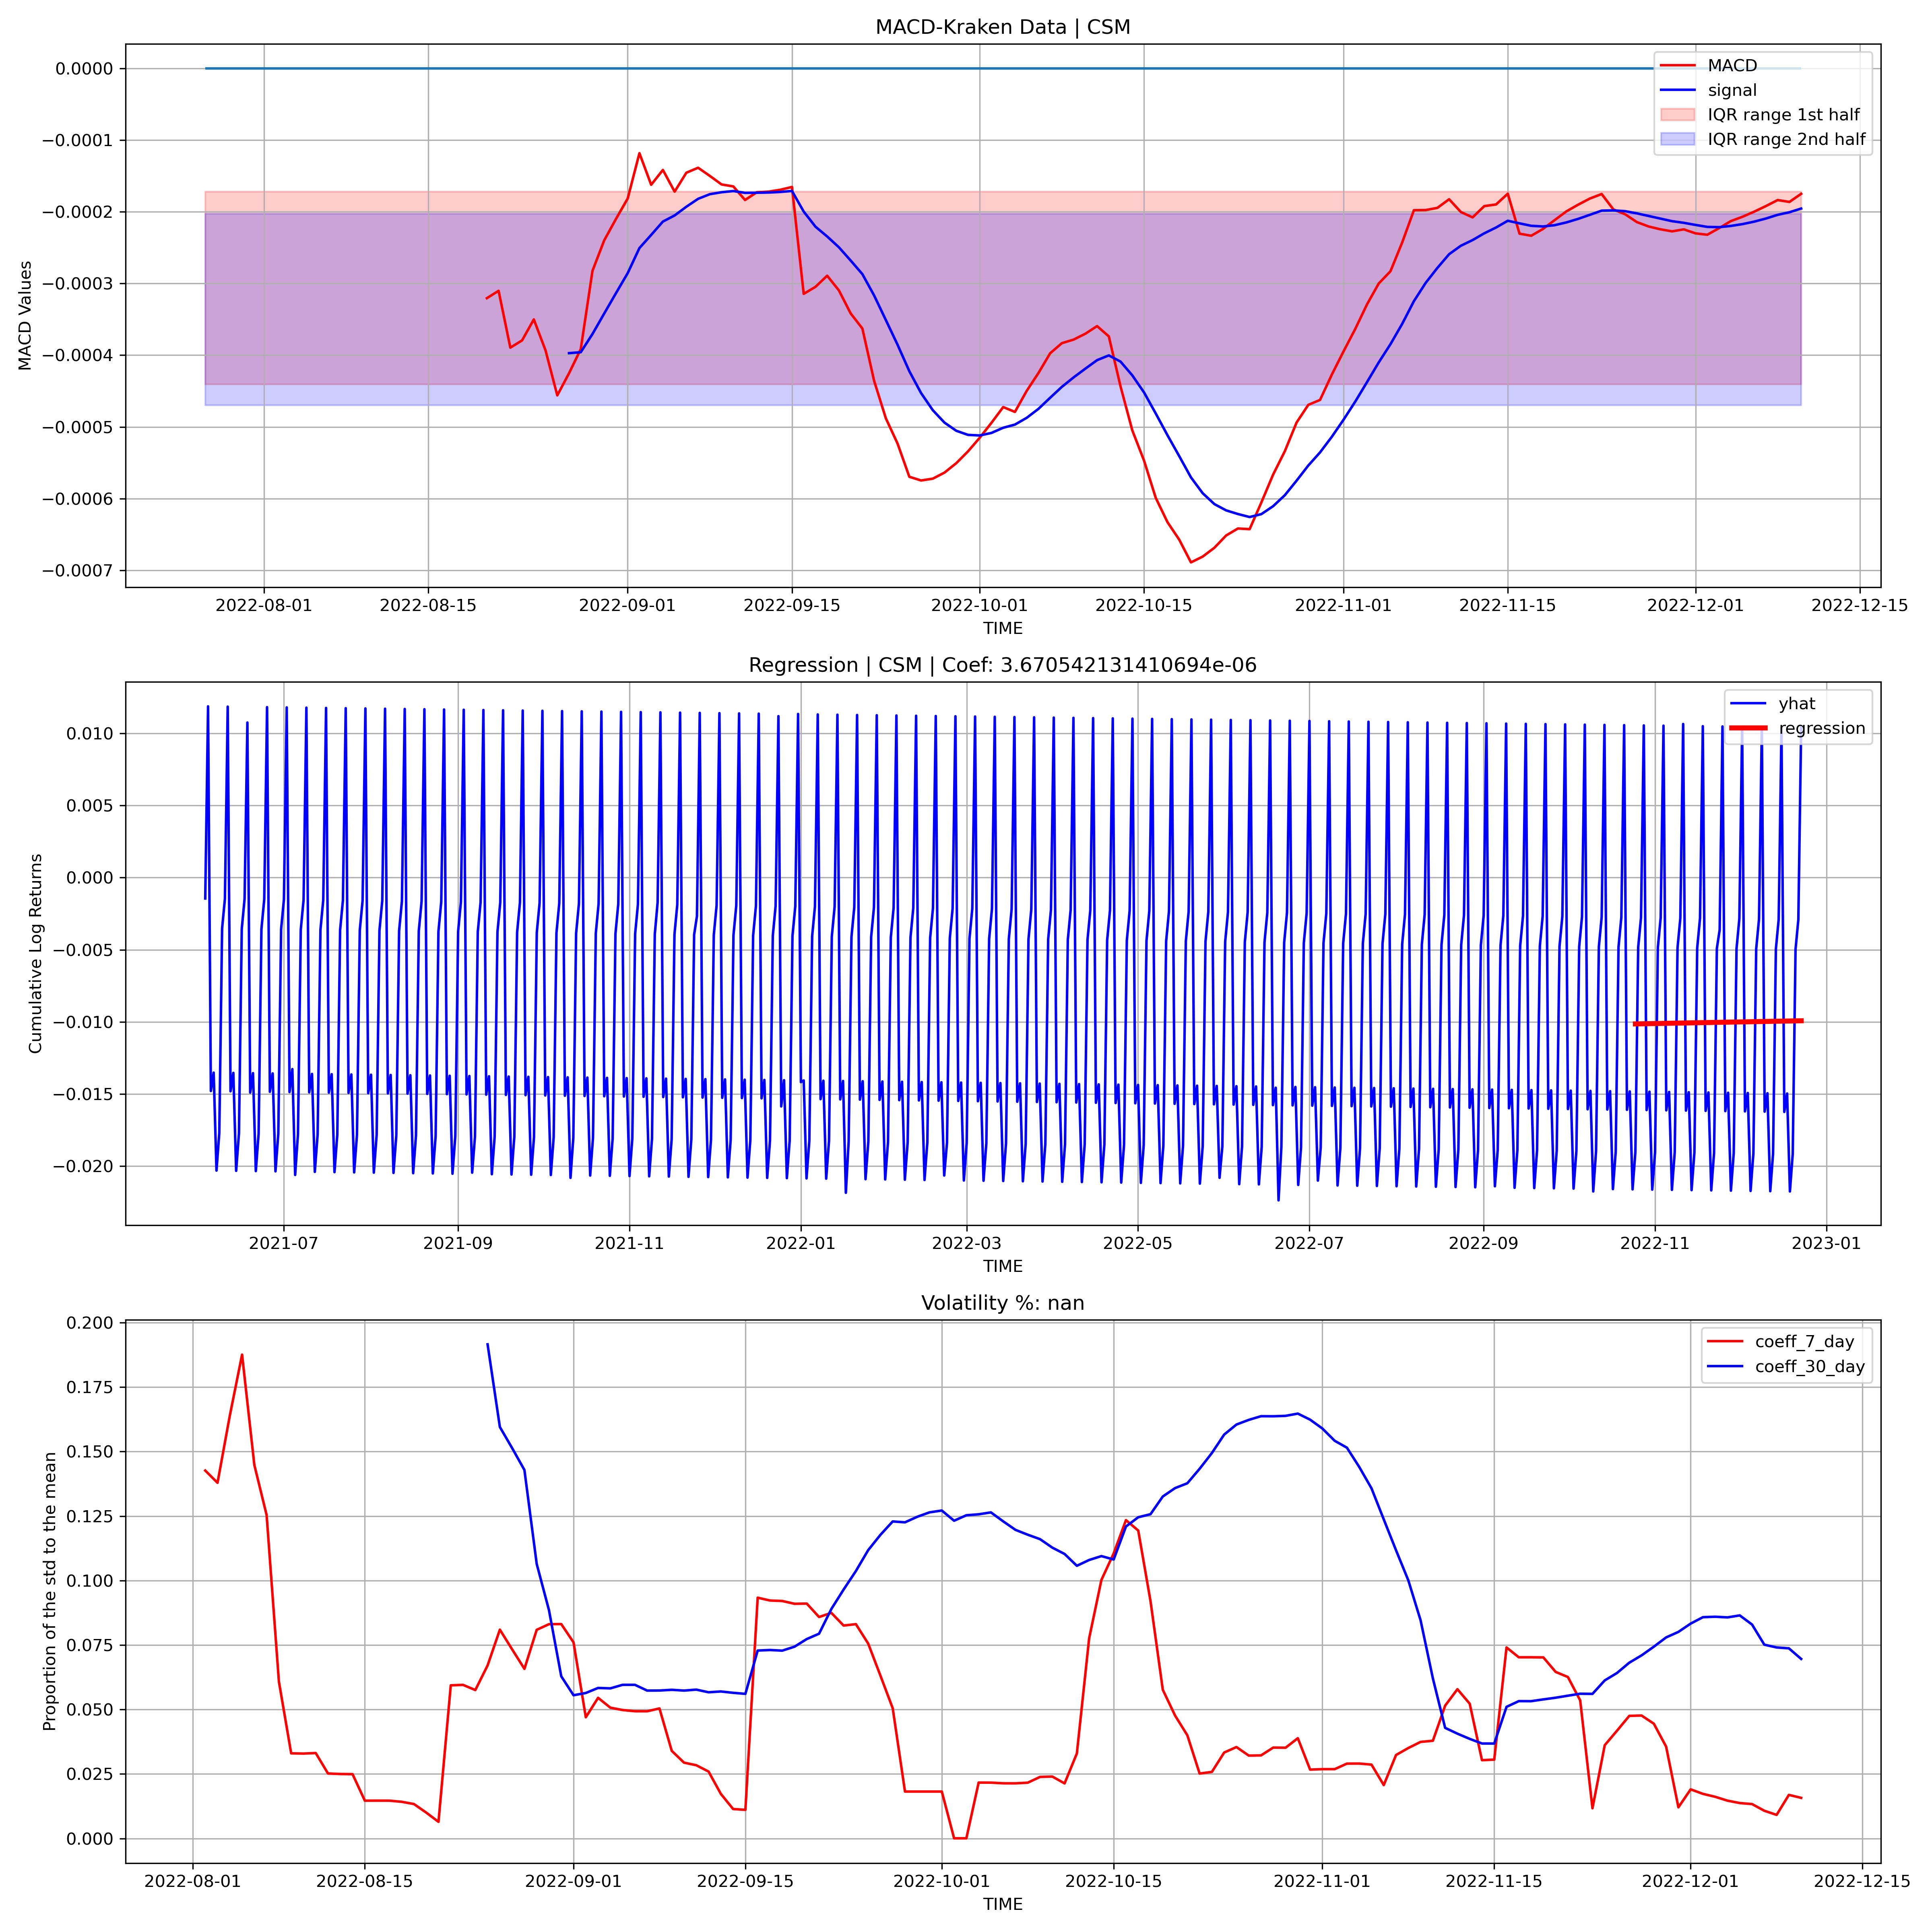 MACD-Kraken Data | CSM
0.0000
−0.0001
−0.0002
−0.0003
−0.0004
−0.0005
−0.0006
−0.0007
MACD Values
MACD
signal
IQR range 1st half
IQR range 2nd half
2022-08-01 2022-08-15 2022-09-01 2022-09-15 2022-10-01 2022-10-15 2022-11-01 2022-11-15 2022-12-01 2022-12-15
TIME
Regression | CSM | Coef: 3.670542131410694e-06
0.010
0.005
0.000
−0.005
−0.010
−0.015
−0.020
Cumulative Log Returns
yhat
regression
2021-07 2021-09 2021-11 2022-01 2022-03 2022-05 2022-07 2022-09 2022-11 2023-01
TIME
Volatility %: nan
0.200
0.175
0.150
0.125
0.100
0.075
0.050
0.025
0.000
Proportion of the std to the mean
coeff_7_day
coeff_30_day
2022-08-01 2022-08-15 2022-09-01 2022-09-15 2022-10-01 2022-10-15 2022-11-01 2022-11-15 2022-12-01 2022-12-15
TIME